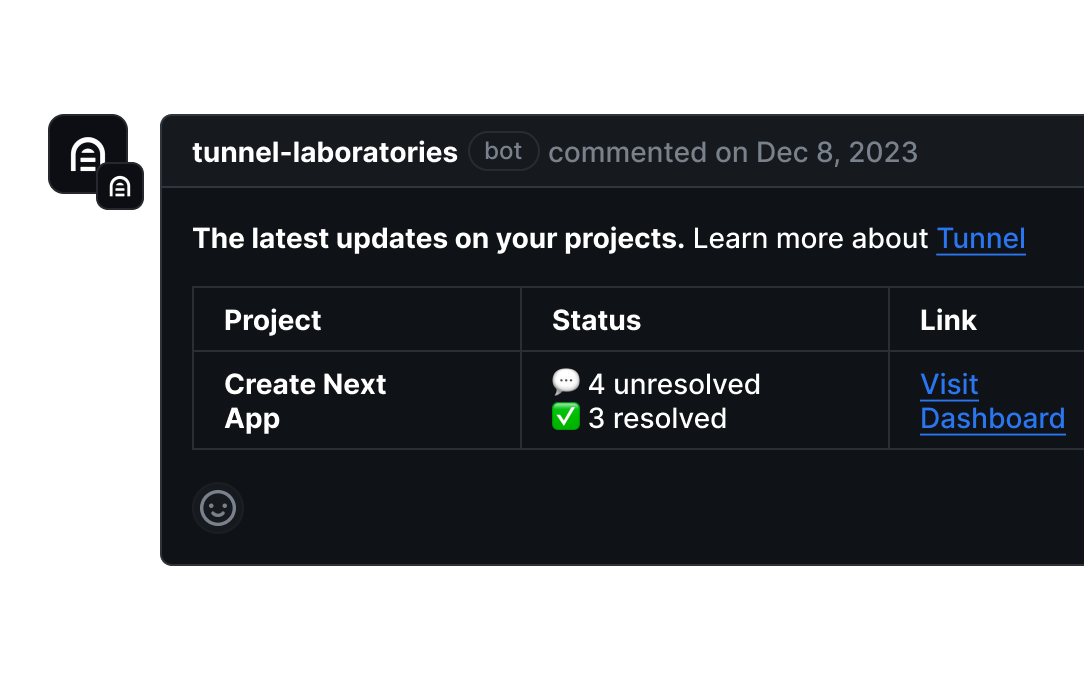 tunnel-laboratories bot commented on Dec 8, 2023
The latest updates on your projects. Learn more about Tunnel
Project Status Link
Create Next 💬 4 unresolved Visit
App ✅ 3 resolved Dashboard